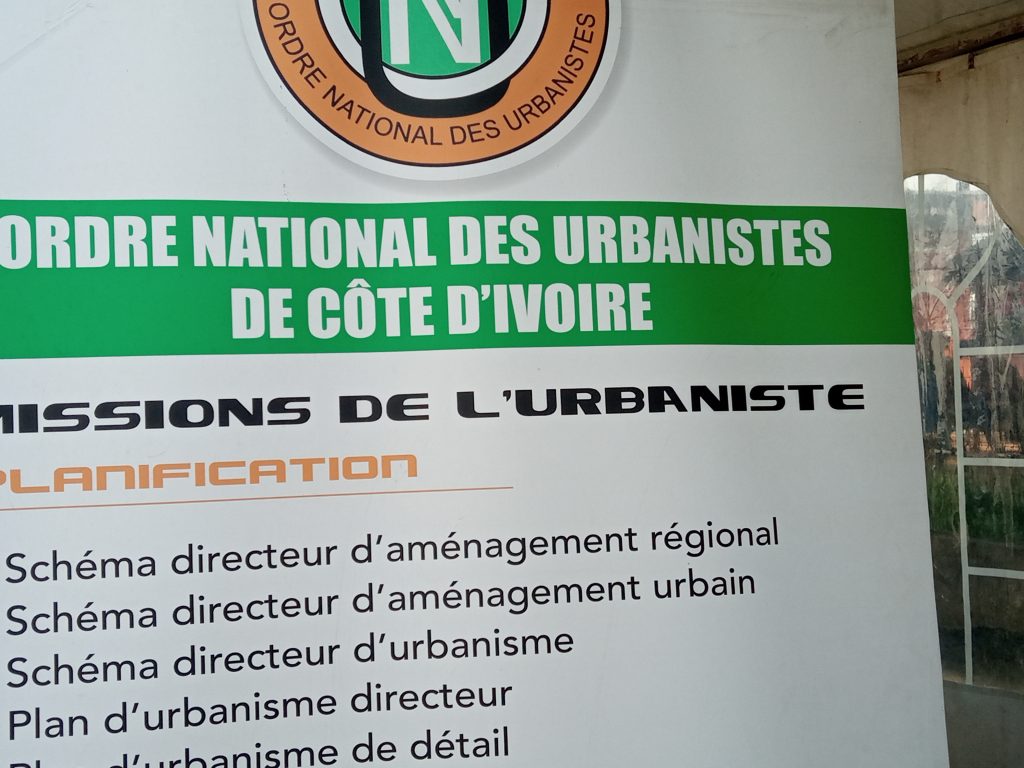 N
ORDRE NATIONAL DES URBANISTES
ORDRE NATIONAL DES URBANISTES
DE CÔTE D'IVOIRE
MISSIONS DE L'URBANISTE
PLANIFICATION
Schéma directeur d'aménagement régional
Schéma directeur d'aménagement urbain
Schéma directeur d'urbanisme
Plan d'urbanisme directeur
Plan d'urbanisme de détail